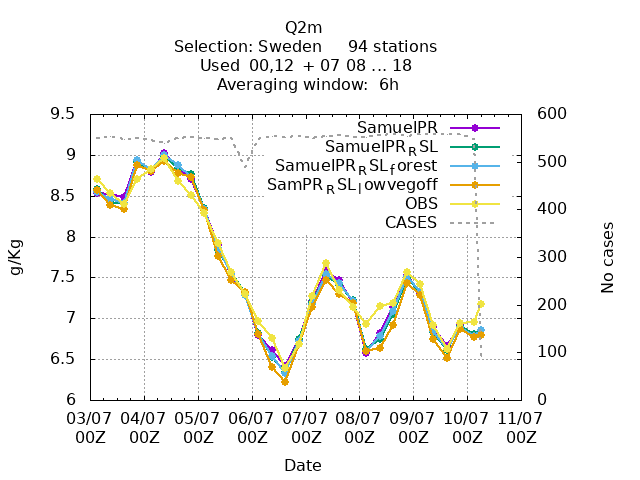 Q2m
Selection: Sweden 94 stations
Used 00,12 + 07 08 ... 18
Averaging window: 6h
9.5
9
8.5
8
7.5
7
6.5
6
g/Kg
600
500
400
300
200
100
0
No cases
SamuelPR
SamuelPR_RSL
SamuelPR_RSL_forest
SamPR_RSL_lowvegoff
OBS
CASES
03/07 04/07 05/07 06/07 07/07 08/07 09/07 10/07 11/07
00Z 00Z 00Z 00Z 00Z 00Z 00Z 00Z 00Z
Date